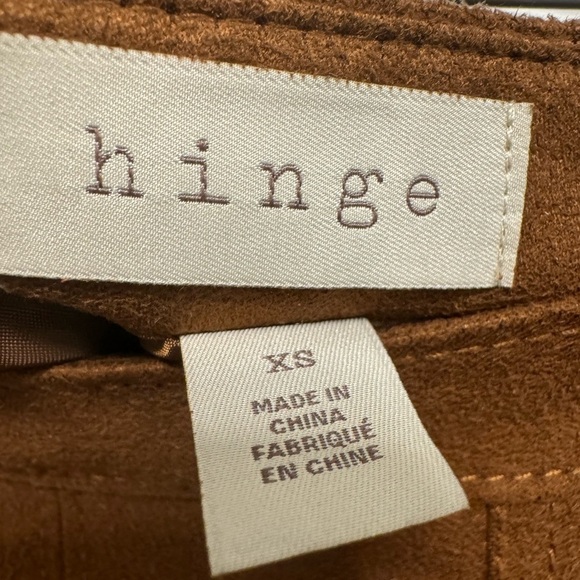 hinge
XS
MADE IN
CHINA
FABRIQUÉ
EN CHINE